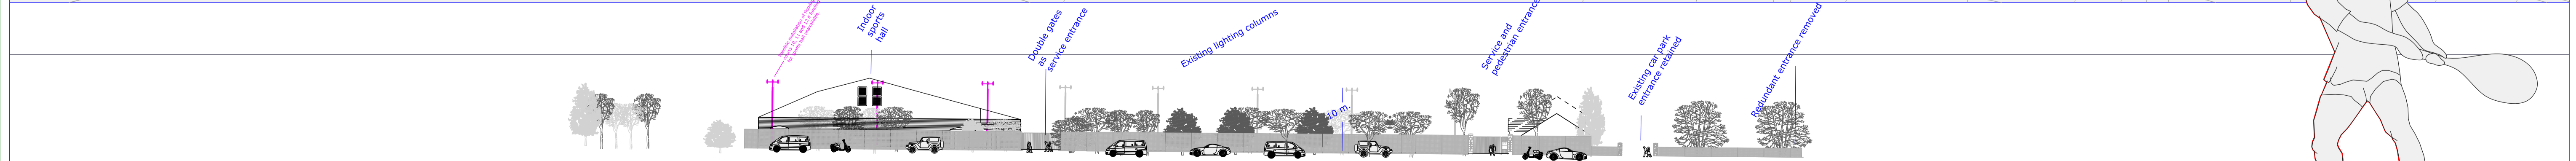 Indoor
sports
hall
Double gates
as
service entrance
Existing lighting columns
10 m.
Service and
pedestrian entrance
Existing car park
entrance retained
Redundant entrance removed